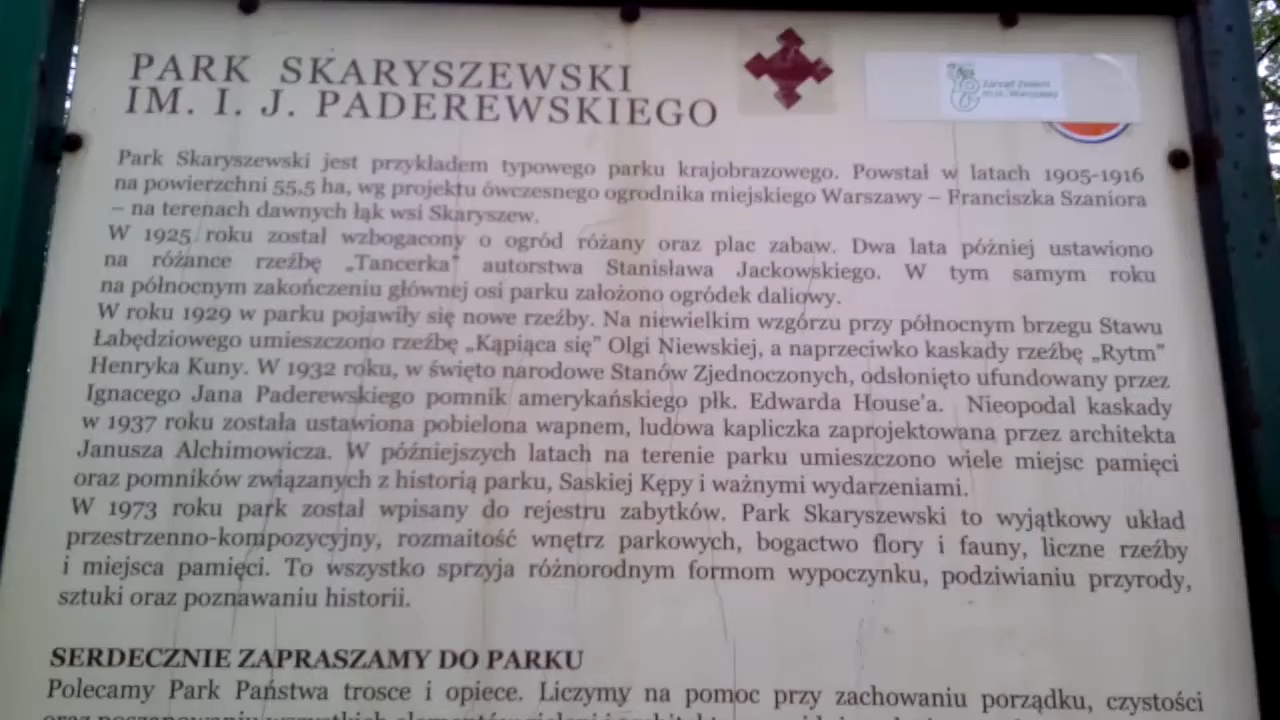 PARK SKARYSZEWSKI
IM. I. J. PADEREWSKIEGO
Zarząd Zieleni
m.st. Warszawy
Park Skaryszewski jest przykładem typowego parku krajobrazowego. Powstał w latach 1905-1916
na powierzchni 55,5 ha, wg projektu ówczesnego ogrodnika miejskiego Warszawy – Franciszka Szaniora
– na terenach dawnych łąk wsi Skaryszew.
W 1925 roku został wzbogacony o ogród różany oraz plac zabaw. Dwa lata później ustawiono
na różance rzeźbę „Tancerka" autorstwa Stanisława Jackowskiego. W tym samym roku
na północnym zakończeniu głównej osi parku założono ogródek daliowy.
W roku 1929 w parku pojawiły się nowe rzeźby. Na niewielkim wzgórzu przy północnym brzegu Stawu
Łabędziowego umieszczono rzeźbę „Kąpiąca się" Olgi Niewskiej, a naprzeciwko kaskady rzeźbę „Rytm"
Henryka Kuny. W 1932 roku, w święto narodowe Stanów Zjednoczonych, odsłonięto ufundowany przez
Ignacego Jana Paderewskiego pomnik amerykańskiego płk. Edwarda House'a. Nieopodal kaskady
w 1937 roku została ustawiona pobielona wapnem, ludowa kapliczka zaprojektowana przez architekta
Janusza Alchimowicza. W późniejszych latach na terenie parku umieszczono wiele miejsc pamięci
oraz pomników związanych z historią parku, Saskiej Kępy i ważnymi wydarzeniami.
W 1973 roku park został wpisany do rejestru zabytków. Park Skaryszewski to wyjątkowy układ
przestrzenno-kompozycyjny, rozmaitość wnętrz parkowych, bogactwo flory i fauny, liczne rzeźby
i miejsca pamięci. To wszystko sprzyja różnorodnym formom wypoczynku, podziwianiu przyrody,
sztuki oraz poznawaniu historii.
SERDECZNIE ZAPRASZAMY DO PARKU
Polecamy Park Państwa trosce i opiece. Liczymy na pomoc przy zachowaniu porządku, czystości